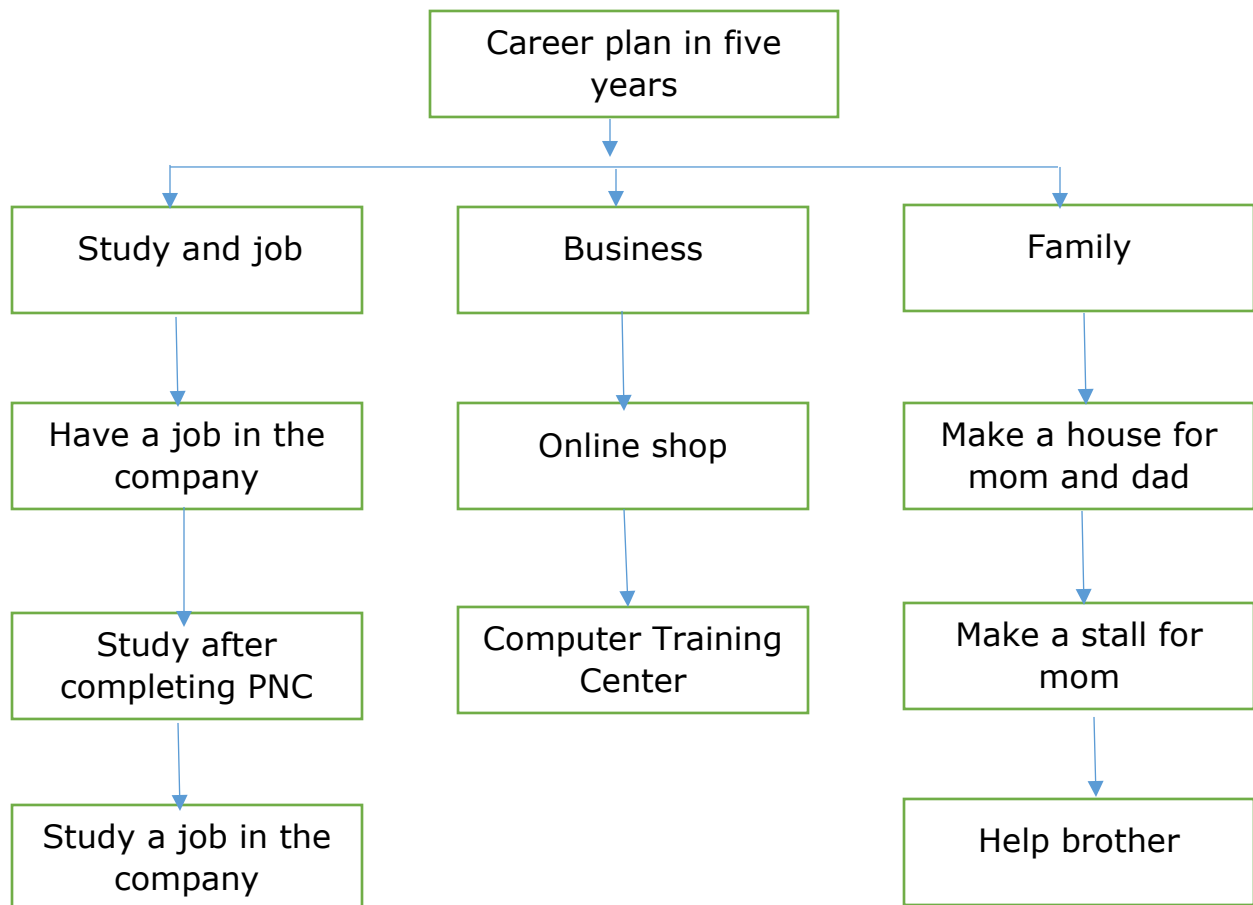 Career plan in five
years
Study and job
Business
Family
Have a job in the
company
Online shop
Make a house for
mom and dad
Study after
completing PNC
Computer Training
Center
Make a stall for
mom
Study a job in the
company
Help brother